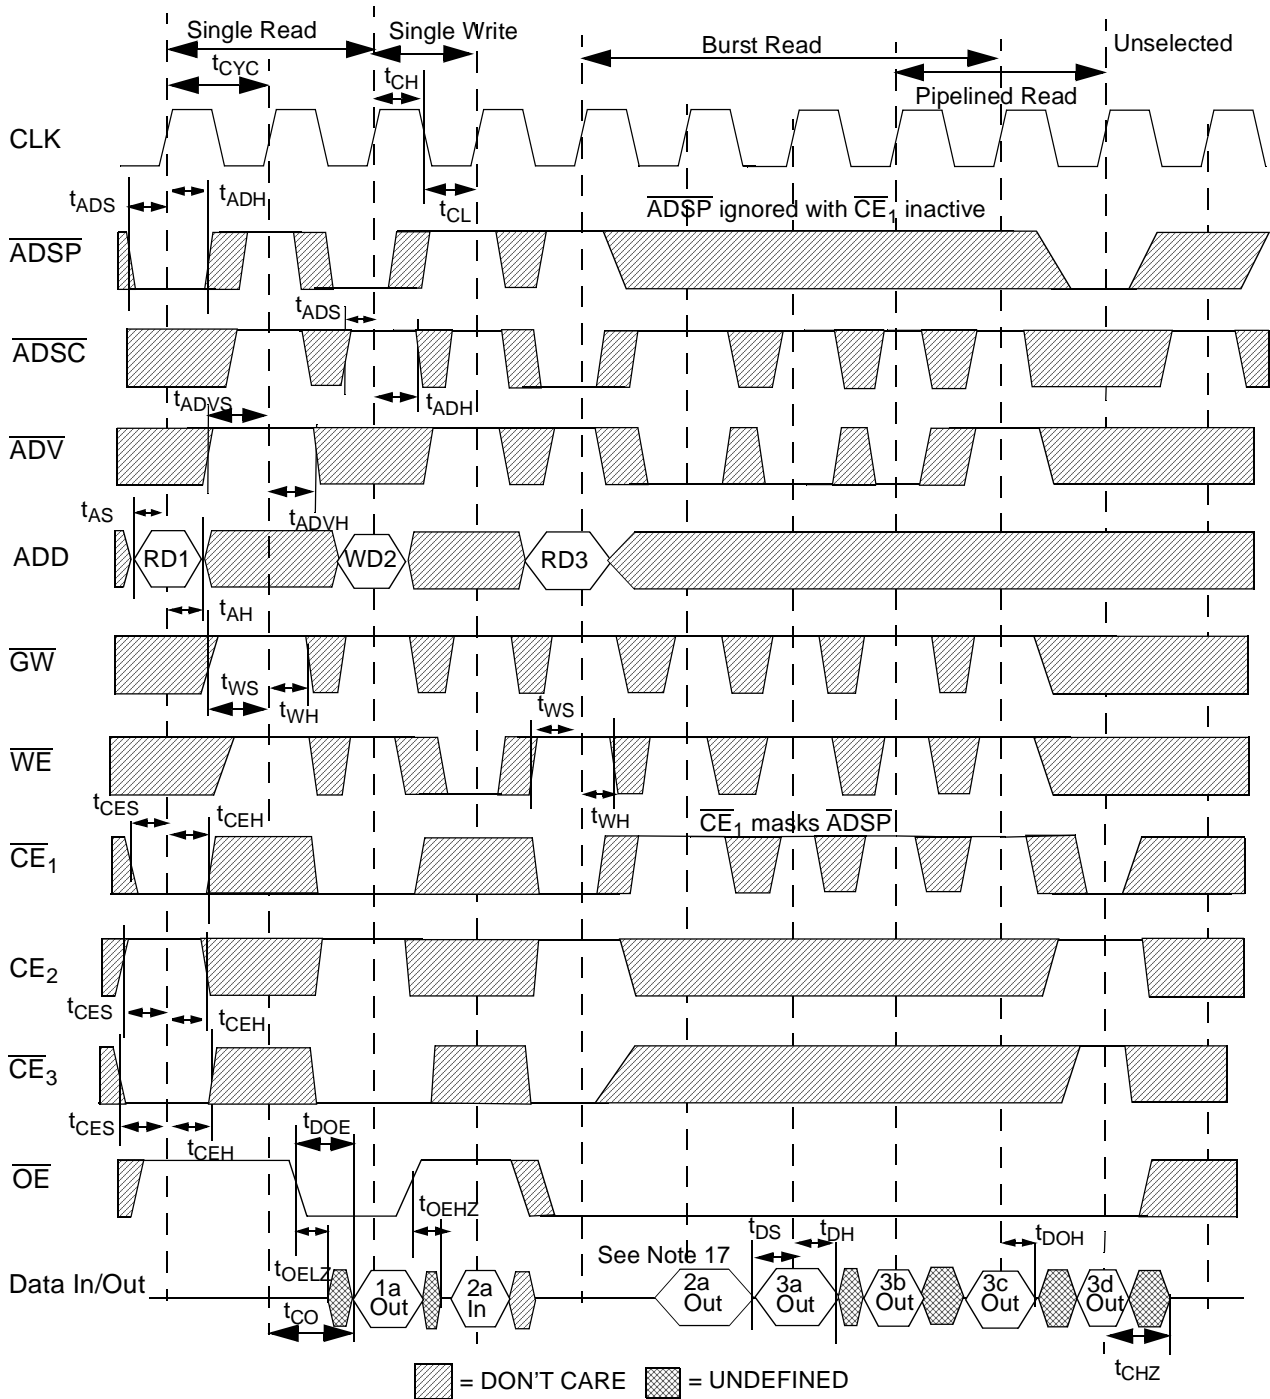 Single Read
Single Write
Burst Read
Unselected
tCYC
tCH
Pipelined Read
CLK
tADS
tADH
tCL
ADSP ignored with CE1 inactive
ADSP
tADS
ADSC
tADVS
tADH
ADV
tAS
tADVH
ADD
RD1
WD2
RD3
tAH
GW
tWS
tWH
tWS
WE
tCES
tCEH
tWH
CE1 masks ADSP
CE1
CE2
tCES
tCEH
CE3
tCES
tCEH
tDOE
OE
tOEHZ
tDS
tDH
tDOH
See Note 17
tOELZ
Data In/Out
1a Out
2a In
2a Out
3a Out
3b Out
3c Out
3d Out
tCO
tCHZ
= DON'T CARE
= UNDEFINED